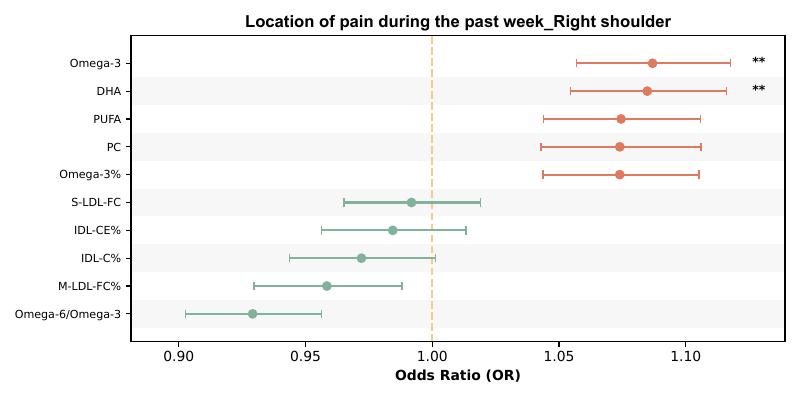 Location of pain during the past week_Right shoulder
Omega-3
**
DHA
**
PUFA
PC
Omega-3%
S-LDL-FC
IDL-CE%
IDL-C%
M-LDL-FC%
Omega-6/Omega-3
0.90 0.95 1.00 1.05 1.10
Odds Ratio (OR)